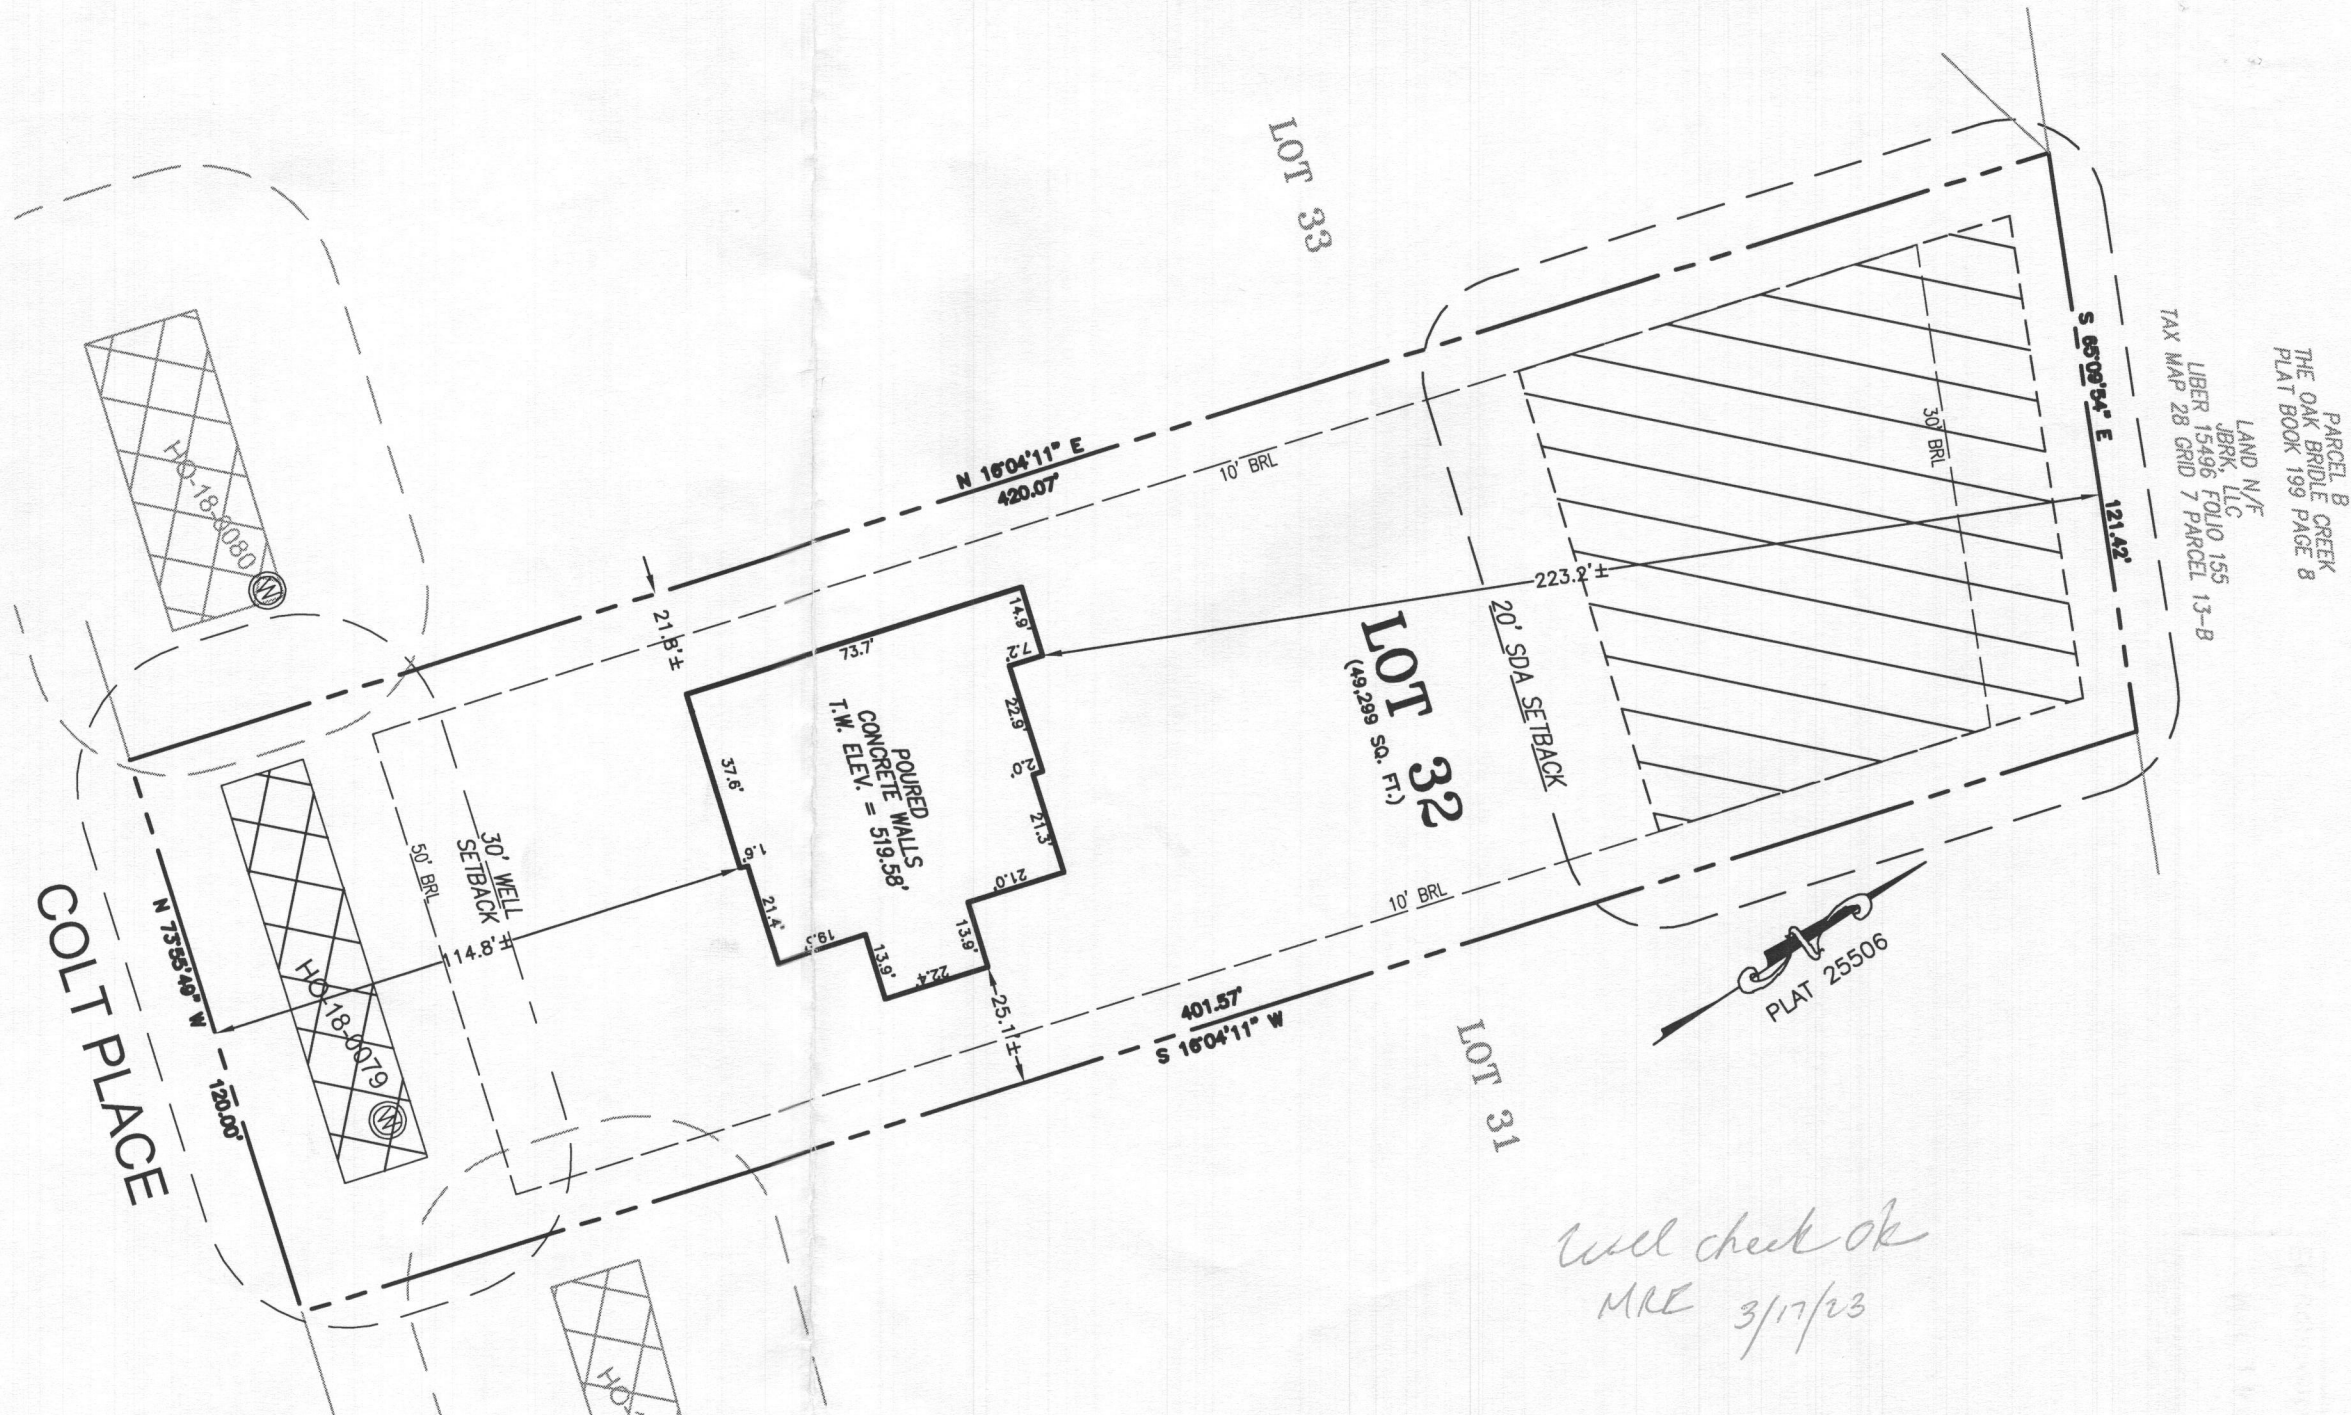 LOT 33
PARCEL B
THE OAK BRIDLE CREEK
PLAT BOOK 199 PAGE 8
LAND N/F
JBRK, LLC
LIBER 15496 FOLIO 155
TAX MAP 28 GRID 7 PARCEL 13-B
S 65°09'54" E
121.42'
30' BRL
N 16°04'11" E
420.07'
10' BRL
HO-18-0080
W
21.8'±
73.7'
14.9'
7.2'
22.9'
2.0'
21.3'
21.0'
13.9'
22.4'
13.9'
19.3'
21.4'
1.6'
37.6'
POURED
CONCRETE WALLS
T.W. ELEV. = 519.58'
223.2'±
LOT 32
(49,299 SQ. FT.)
20' SDA SETBACK
30' WELL
SETBACK
50' BRL
114.8'±
25.1'±
10' BRL
HO-18-0079
W
N 73°55'49" W
120.00'
COLT PLACE
401.57'
S 16°04'11" W
N
PLAT 25506
LOT 31
HO-
Well check ok
MRE 3/17/23